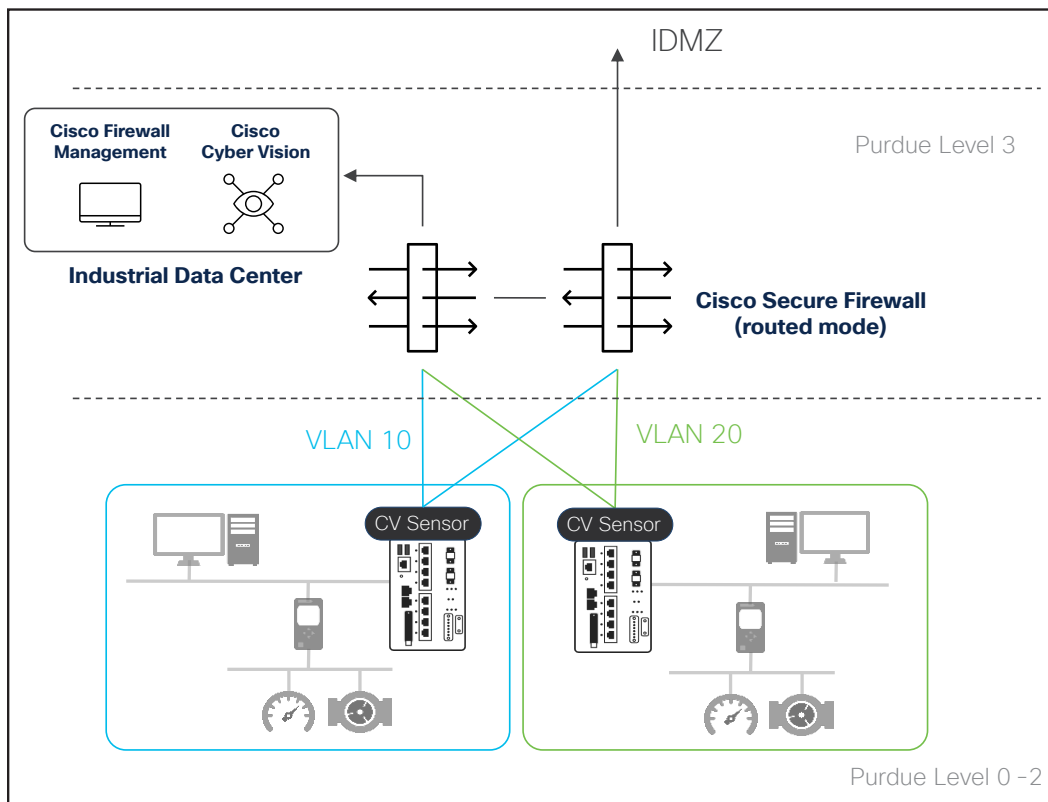 IDMZ
Cisco Firewall
Management
Cisco
Cyber Vision
Purdue Level 3
Industrial Data Center
Cisco Secure Firewall
(routed mode)
VLAN 10
VLAN 20
CV Sensor
CV Sensor
Purdue Level 0 -2